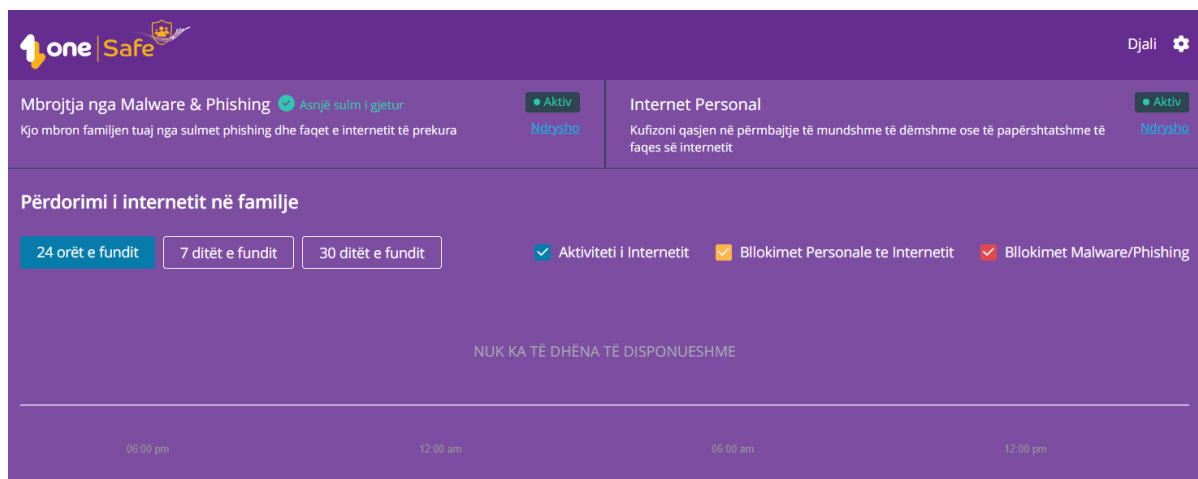 one | Safe
Djali
Mbrojtja nga Malware & Phishing Asnjë sulm i gjetur
Aktiv
Kjo mbron familjen tuaj nga sulmet phishing dhe faqet e internetit të prekura
Ndrysho
Internet Personal
Aktiv
Kufizoni qasjen në përmbajtje të mundshme të dëmshme ose të papërshtatshme të
faqes së internetit
Ndrysho
Përdorimi i internetit në familje
24 orët e fundit 7 ditët e fundit 30 ditët e fundit
Aktiviteti i Internetit Bllokimet Personale te Internetit Bllokimet Malware/Phishing
NUK KA TË DHËNA TË DISPONUESHME
06:00 pm 12:00 am 06:00 am 12:00 pm